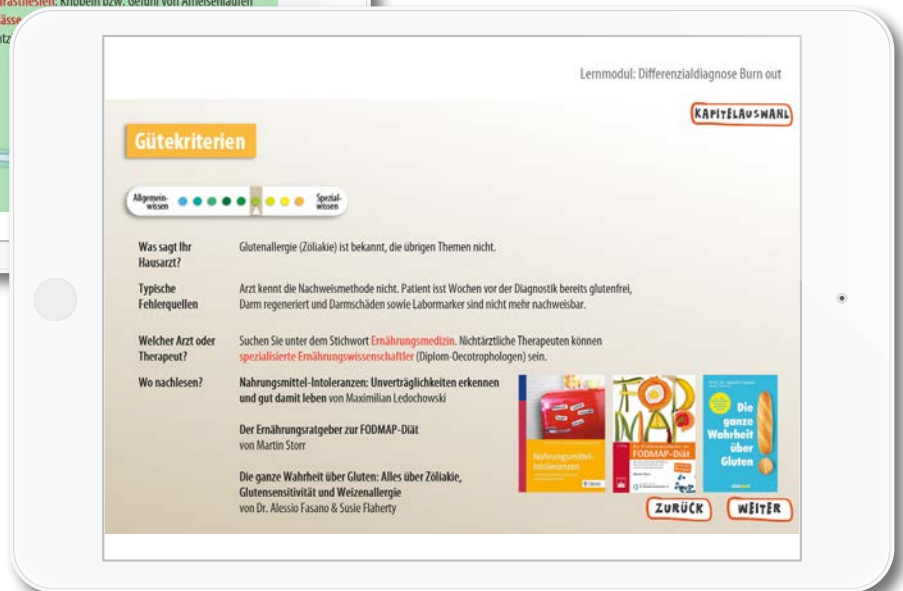 Parästhesien: Kribbeln bzw. Gefühl von Ameisenlaufen
Lernmodul: Differenzialdiagnose Burn out
KAPITELAUSWAHL
Gütekriterien
Allgemein-
wissen
Spezial-
wissen
Was sagt Ihr
Hausarzt?
Glutenallergie (Zöliakie) ist bekannt, die übrigen Themen nicht.
Typische
Fehlerquellen
Arzt kennt die Nachweismethode nicht. Patient isst Wochen vor der Diagnostik bereits glutenfrei,
Darm regeneriert und Darmschäden sowie Labormarker sind nicht mehr nachweisbar.
Welcher Arzt oder
Therapeut?
Suchen Sie unter dem Stichwort Ernährungsmedizin. Nichtärztliche Therapeuten können
spezialisierte Ernährungswissenschaftler (Diplom-Oecotrophologen) sein.
Wo nachlesen?
Nahrungsmittel-Intoleranzen: Unverträglichkeiten erkennen
und gut damit leben von Maximilian Ledochowski
Der Ernährungsratgeber zur FODMAP-Diät
von Martin Storr
Die ganze Wahrheit über Gluten: Alles über Zöliakie,
Glutensensitivität und Weizenallergie
von Dr. Alessio Fasano & Susie Flaherty
Nahrungsmittel-
Intoleranzen
FODMAP-Diät
Die
ganze
Wahrheit
über
Gluten
ZURÜCK
WEITER